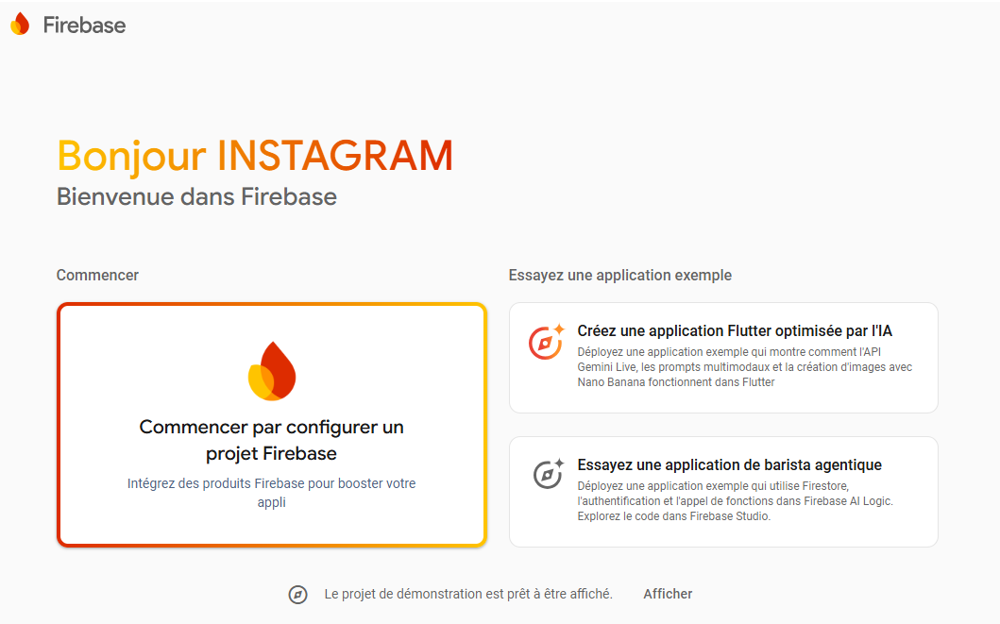 Firebase
Bonjour INSTAGRAM
Bienvenue dans Firebase
Commencer
Commencer par configurer un
projet Firebase
Intégrez des produits Firebase pour booster votre
appli
Essayez une application exemple
Créez une application Flutter optimisée par l'IA
Déployez une application exemple qui montre comment l'API
Gemini Live, les prompts multimodaux et la création d'images avec
Nano Banana fonctionnent dans Flutter
Essayez une application de barista agentique
Déployez une application exemple qui utilise Firestore,
l'authentification et l'appel de fonctions dans Firebase AI Logic.
Explorez le code dans Firebase Studio.
Le projet de démonstration est prêt à être affiché. Afficher